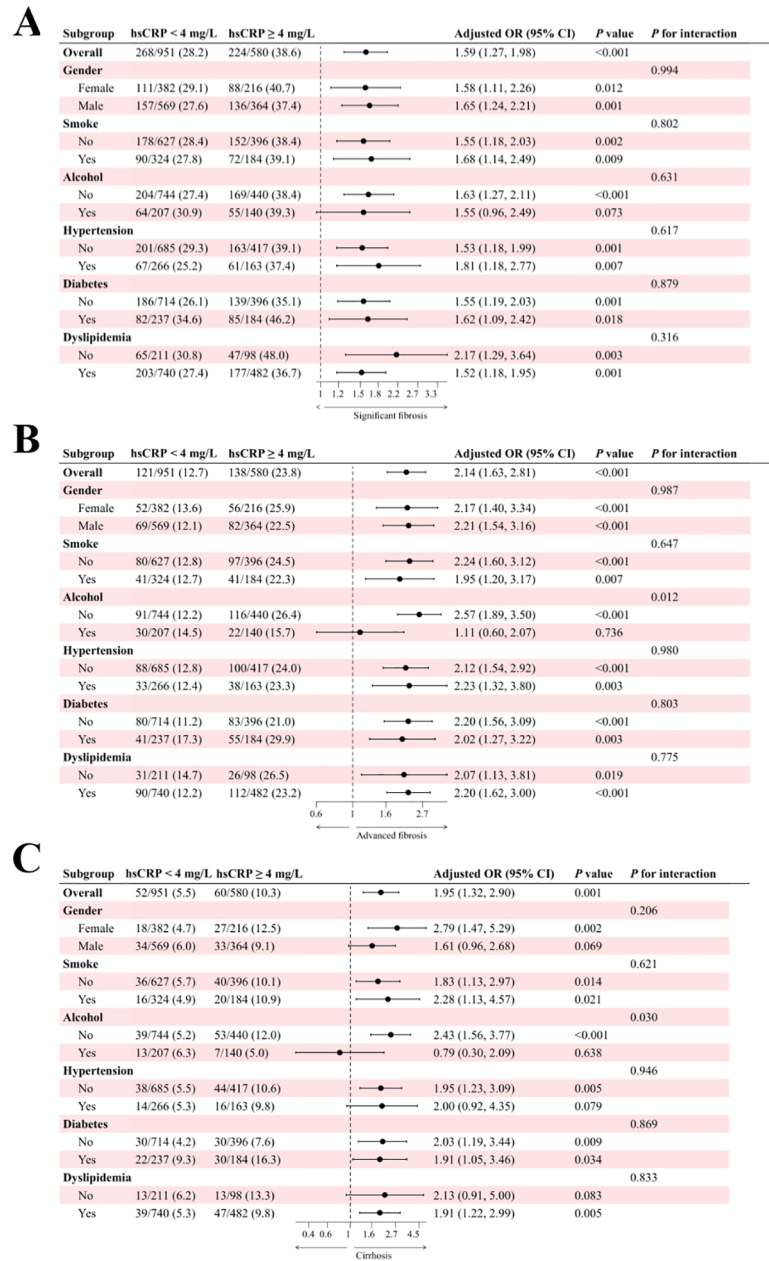 A
Subgroup hsCRP < 4 mg/L hsCRP ≥ 4 mg/L Adjusted OR (95% CI) P value P for interaction
Overall 268/951 (28.2) 224/580 (38.6) 1.59 (1.27, 1.98) <0.001
Gender 0.994
Female 111/382 (29.1) 88/216 (40.7) 1.58 (1.11, 2.26) 0.012
Male 157/569 (27.6) 136/364 (37.4) 1.65 (1.24, 2.21) 0.001
Smoke 0.802
No 178/627 (28.4) 152/396 (38.4) 1.55 (1.18, 2.03) 0.002
Yes 90/324 (27.8) 72/184 (39.1) 1.68 (1.14, 2.49) 0.009
Alcohol 0.631
No 204/744 (27.4) 169/440 (38.4) 1.63 (1.27, 2.11) <0.001
Yes 64/207 (30.9) 55/140 (39.3) 1.55 (0.96, 2.49) 0.073
Hypertension 0.617
No 201/685 (29.3) 163/417 (39.1) 1.53 (1.18, 1.99) 0.001
Yes 67/266 (25.2) 61/163 (37.4) 1.81 (1.18, 2.77) 0.007
Diabetes 0.879
No 186/714 (26.1) 139/396 (35.1) 1.55 (1.19, 2.03) 0.001
Yes 82/237 (34.6) 85/184 (46.2) 1.62 (1.09, 2.42) 0.018
Dyslipidemia 0.316
No 65/211 (30.8) 47/98 (48.0) 2.17 (1.29, 3.64) 0.003
Yes 203/740 (27.4) 177/482 (36.7) 1.52 (1.18, 1.95) 0.001
1 1.2 1.5 1.8 2.2 2.7 3.3
Significant fibrosis
B
Subgroup hsCRP < 4 mg/L hsCRP ≥ 4 mg/L Adjusted OR (95% CI) P value P for interaction
Overall 121/951 (12.7) 138/580 (23.8) 2.14 (1.63, 2.81) <0.001
Gender 0.987
Female 52/382 (13.6) 56/216 (25.9) 2.17 (1.40, 3.34) <0.001
Male 69/569 (12.1) 82/364 (22.5) 2.21 (1.54, 3.16) <0.001
Smoke 0.647
No 80/627 (12.8) 97/396 (24.5) 2.24 (1.60, 3.12) <0.001
Yes 41/324 (12.7) 41/184 (22.3) 1.95 (1.20, 3.17) 0.007
Alcohol 0.012
No 91/744 (12.2) 116/440 (26.4) 2.57 (1.89, 3.50) <0.001
Yes 30/207 (14.5) 22/140 (15.7) 1.11 (0.60, 2.07) 0.736
Hypertension 0.980
No 88/685 (12.8) 100/417 (24.0) 2.12 (1.54, 2.92) <0.001
Yes 33/266 (12.4) 38/163 (23.3) 2.23 (1.32, 3.80) 0.003
Diabetes 0.803
No 80/714 (11.2) 83/396 (21.0) 2.20 (1.56, 3.09) <0.001
Yes 41/237 (17.3) 55/184 (29.9) 2.02 (1.27, 3.22) 0.003
Dyslipidemia 0.775
No 31/211 (14.7) 26/98 (26.5) 2.07 (1.13, 3.81) 0.019
Yes 90/740 (12.2) 112/482 (23.2) 2.20 (1.62, 3.00) <0.001
0.6 1 1.6 2.7
Advanced fibrosis
C
Subgroup hsCRP < 4 mg/L hsCRP ≥ 4 mg/L Adjusted OR (95% CI) P value P for interaction
Overall 52/951 (5.5) 60/580 (10.3) 1.95 (1.32, 2.90) 0.001
Gender 0.206
Female 18/382 (4.7) 27/216 (12.5) 2.79 (1.47, 5.29) 0.002
Male 34/569 (6.0) 33/364 (9.1) 1.61 (0.96, 2.68) 0.069
Smoke 0.621
No 36/627 (5.7) 40/396 (10.1) 1.83 (1.13, 2.97) 0.014
Yes 16/324 (4.9) 20/184 (10.9) 2.28 (1.13, 4.57) 0.021
Alcohol 0.030
No 39/744 (5.2) 53/440 (12.0) 2.43 (1.56, 3.77) <0.001
Yes 13/207 (6.3) 7/140 (5.0) 0.79 (0.30, 2.09) 0.638
Hypertension 0.946
No 38/685 (5.5) 44/417 (10.6) 1.95 (1.23, 3.09) 0.005
Yes 14/266 (5.3) 16/163 (9.8) 2.00 (0.92, 4.35) 0.079
Diabetes 0.869
No 30/714 (4.2) 30/396 (7.6) 2.03 (1.19, 3.44) 0.009
Yes 22/237 (9.3) 30/184 (16.3) 1.91 (1.05, 3.46) 0.034
Dyslipidemia 0.833
No 13/211 (6.2) 13/98 (13.3) 2.13 (0.91, 5.00) 0.083
Yes 39/740 (5.3) 47/482 (9.8) 1.91 (1.22, 2.99) 0.005
0.4 0.6 1 1.6 2.7 4.5
Cirrhosis